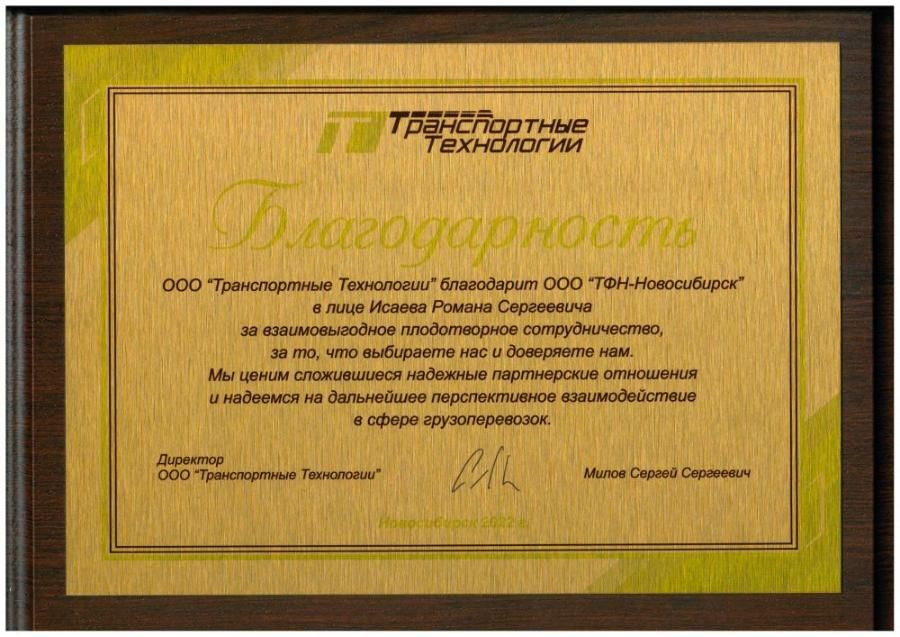 Транспортные
Технологии
Благодарность
ООО "Транспортные Технологии" благодарит ООО "ТФН-Новосибирск"
в лице Исаева Романа Сергеевича
за взаимовыгодное плодотворное сотрудничество,
за то, что выбираете нас и доверяете нам.
Мы ценим сложившиеся надежные партнерские отношения
и надеемся на дальнейшее перспективное взаимодействие
в сфере грузоперевозок.
Директор
ООО "Транспортные Технологии"
Милов Сергей Сергеевич
Новосибирск 2022 г.